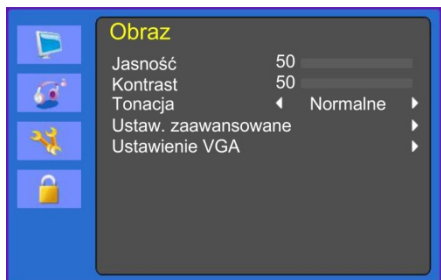 Obraz
Jasność 50
Kontrast 50
Tonacja Normalne
Ustaw. zaawansowane
Ustawienie VGA